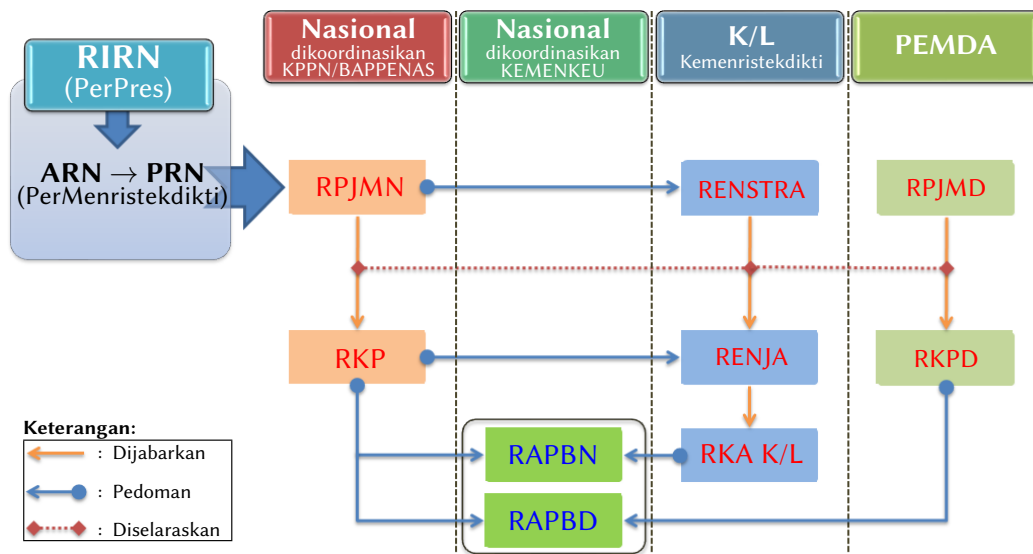 RIRN
(PerPres)
ARN → PRN
(PerMenristekdikti)
Nasional
dikoordinasikan
KPPN/BAPPENAS
Nasional
dikoordinasikan
KEMENKEU
K/L
Kemenristekdikti
PEMDA
RPJMN
RENSTRA
RPJMD
RKP
RENJA
RKPD
RAPBN
RKA K/L
RAPBD
Keterangan:
: Dijabarkan
: Pedoman
: Diselaraskan